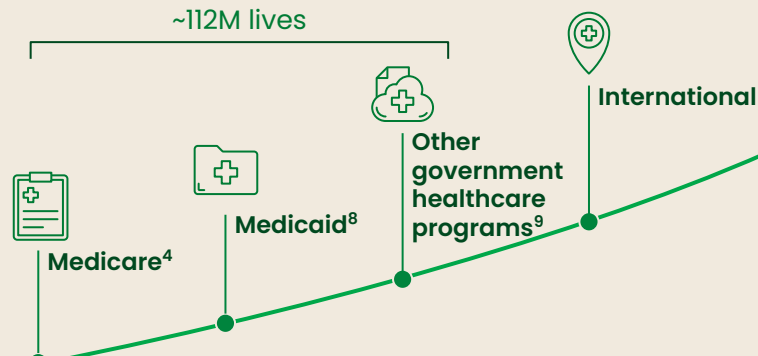 ~112M lives
Medicare⁴
Medicaid⁸
Other
government
healthcare
programs⁹
International